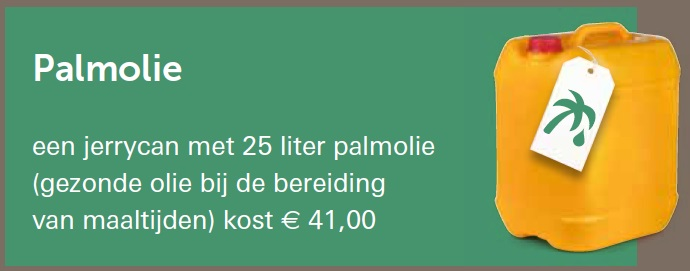 Palmolie
een jerrycan met 25 liter palmolie
(gezonde olie bij de bereiding
van maaltijden) kost € 41,00